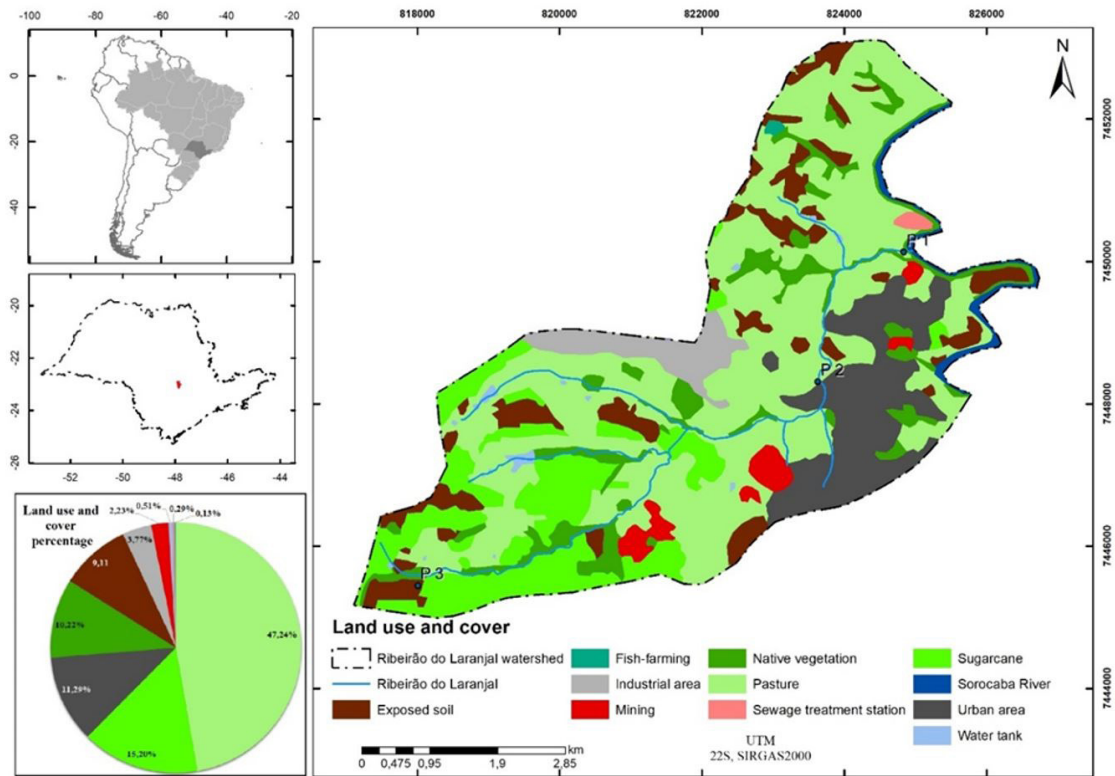 -100 -80 -60 -40 -20
0
-20
-40
-20
-22
-24
-26
-52 -50 -48 -46 -44
Land use and
cover
percentage
2,23% 0,51% 0,29% 0,13%
3,77%
9,11
10,22%
11,29%
15,20%
47,24%
818000 820000 822000 824000 826000
N
7452000
7450000
7448000
7446000
7444000
P 1
P 2
P 3
Land use and cover
Ribeirão do Laranjal watershed
Ribeirão do Laranjal
Exposed soil
Fish-farming
Industrial area
Mining
Native vegetation
Pasture
Sewage treatment station
Sugarcane
Sorocaba River
Urban area
Water tank
0 0,475 0,95 1,9 2,85
km
UTM
22S, SIRGAS2000